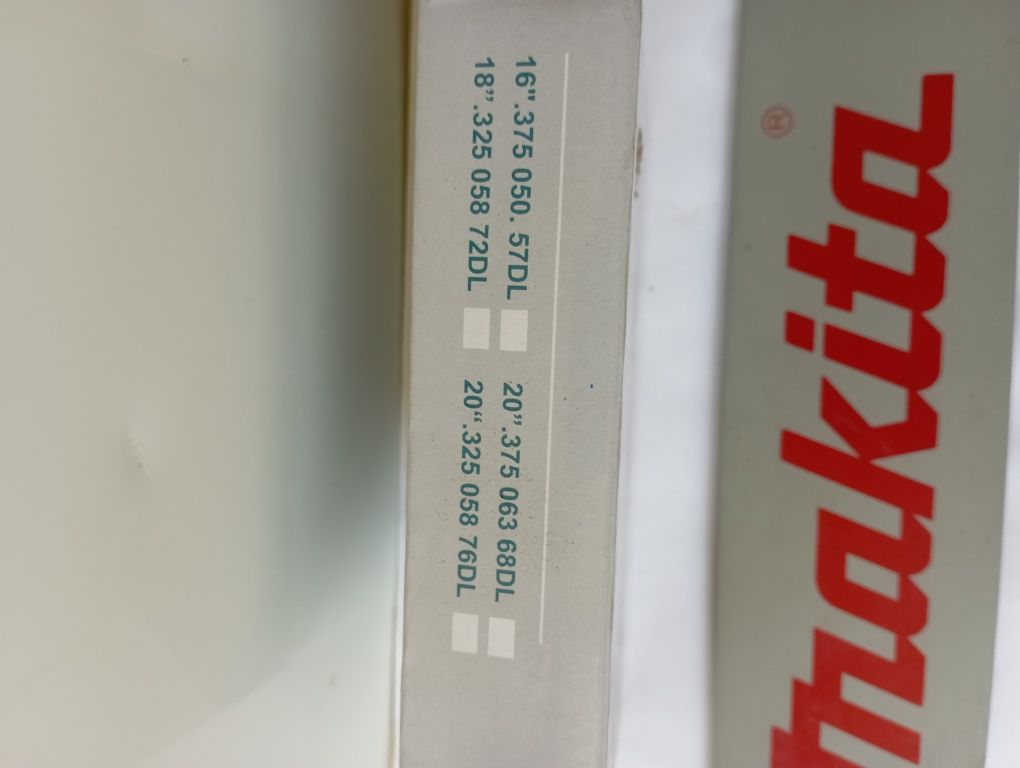 makita
®
16".375 050. 57DL
20”.375 063 68DL
18”.325 058 72DL
20“.325 058 76DL